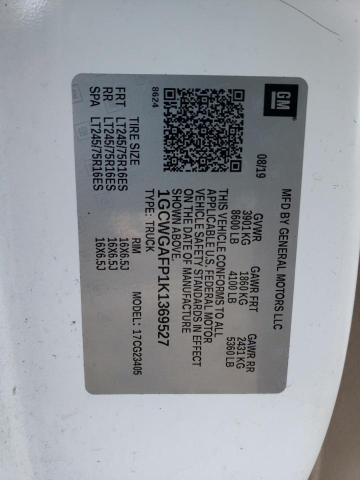 GM
MFD BY GENERAL MOTORS LLC
08/19
GVWR GAWR FRT GAWR RR
3901 KG 1860 KG 2431 KG
8600 LB 4100 LB 5360 LB
THIS VEHICLE CONFORMS TO ALL
APPLICABLE U.S. FEDERAL MOTOR
VEHICLE SAFETY STANDARDS IN EFFECT
ON THE DATE OF MANUFACTURE
SHOWN ABOVE.
1GCWGAFP1K1369527
TYPE: TRUCK
MODEL: 17CG23405
8624
TIRE SIZE RIM
FRT LT245/75R16ES 16X6.5J
RR LT245/75R16ES 16X6.5J
SPA LT245/75R16ES 16X6.5J